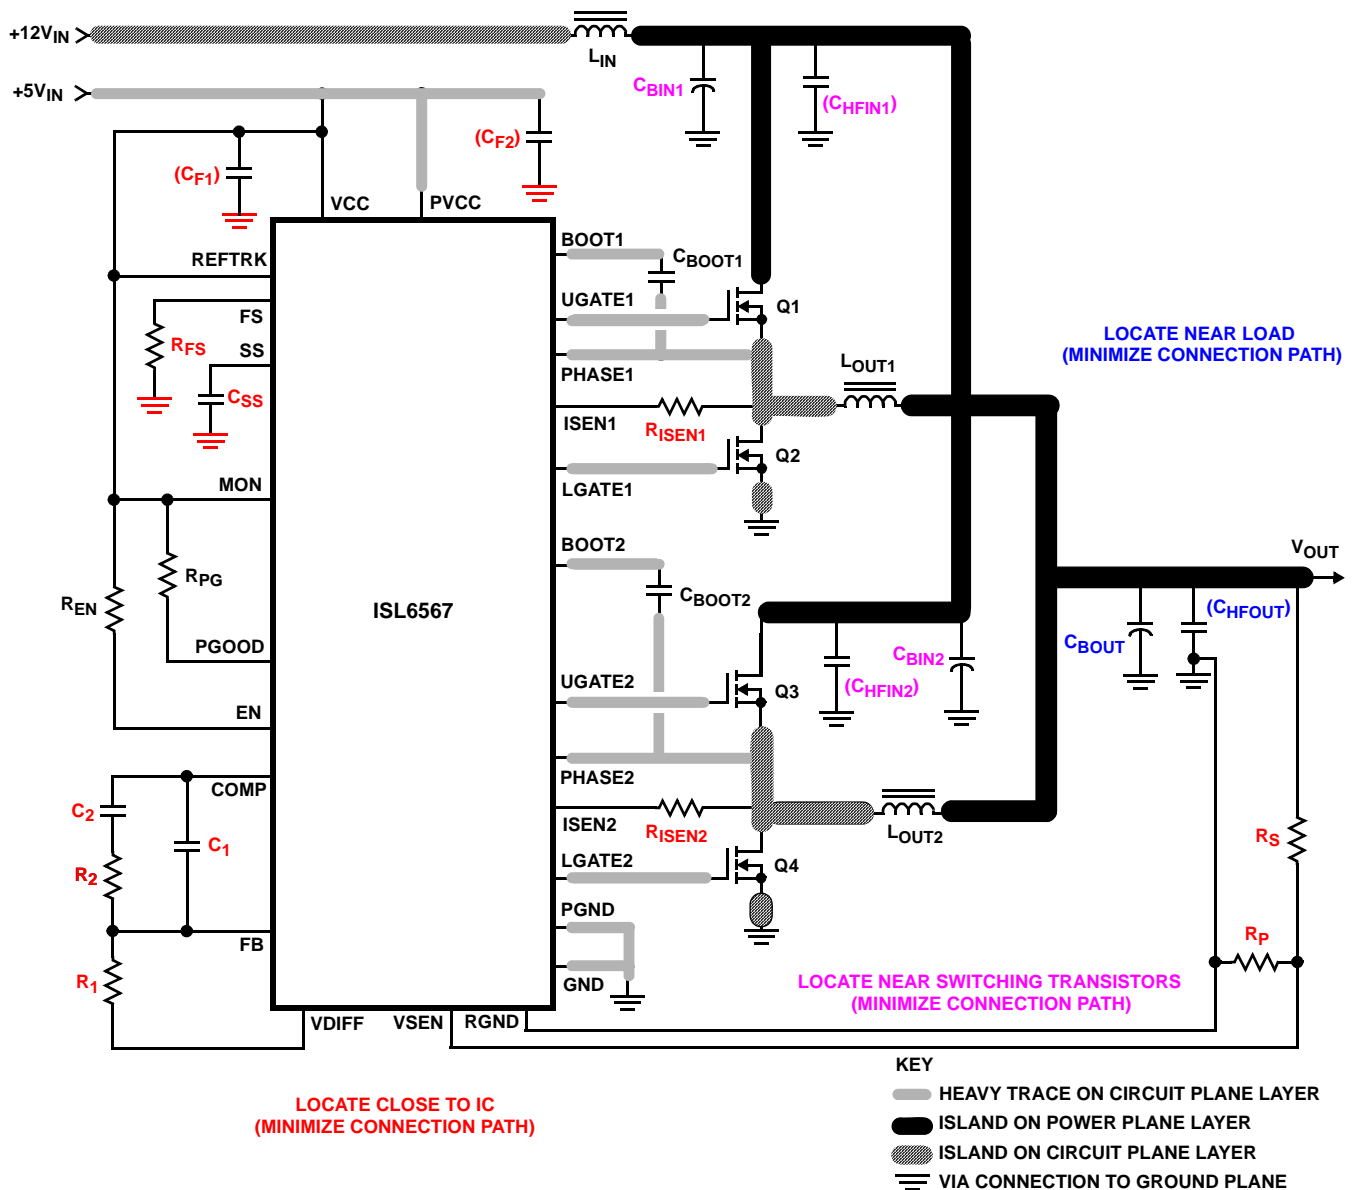 +12VIN
LIN
CBIN1
(CHFIN1)
+5VIN
(CF1)
(CF2)
VCC
PVCC
REFTRK
FS
RFS
SS
CSS
MON
RPG
REN
PGOOD
EN
COMP
C2
C1
R2
FB
R1
VDIFF
VSEN
RGND
ISL6567
BOOT1
CBOOT1
UGATE1
Q1
PHASE1
LOUT1
ISEN1
RISEN1
Q2
LGATE1
BOOT2
CBOOT2
UGATE2
Q3
(CHFIN2)
CBIN2
PHASE2
ISEN2
RISEN2
LOUT2
LGATE2
Q4
PGND
GND
LOCATE NEAR LOAD
(MINIMIZE CONNECTION PATH)
VOUT
CBOUT
(CHFOUT)
RS
RP
LOCATE NEAR SWITCHING TRANSISTORS
(MINIMIZE CONNECTION PATH)
LOCATE CLOSE TO IC
(MINIMIZE CONNECTION PATH)
KEY
HEAVY TRACE ON CIRCUIT PLANE LAYER
ISLAND ON POWER PLANE LAYER
ISLAND ON CIRCUIT PLANE LAYER
VIA CONNECTION TO GROUND PLANE